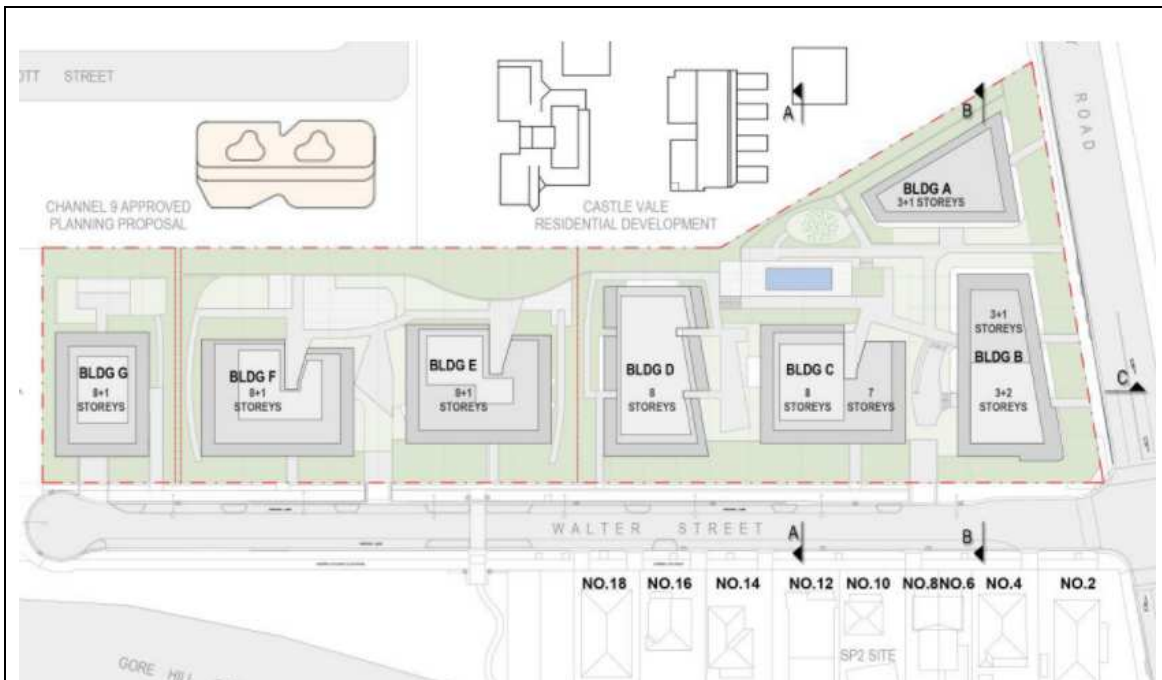 OTT STREET
ROAD
A
B
CHANNEL 9 APPROVED
PLANNING PROPOSAL
CASTLE VALE
RESIDENTIAL DEVELOPMENT
BLDG A
3+1 STOREYS
BLDG G
8+1
STOREYS
BLDG F
8+1
STOREYS
BLDG E
8+1
STOREYS
BLDG D
8
STOREYS
BLDG C
8
STOREYS
7
STOREYS
3+1
STOREYS
BLDG B
3+2
STOREYS
C
WALTER STREET
A
B
NO.18
NO.16
NO.14
NO.12
NO.10
NO.8
NO.6
NO.4
NO.2
SP2 SITE
GORE HILL